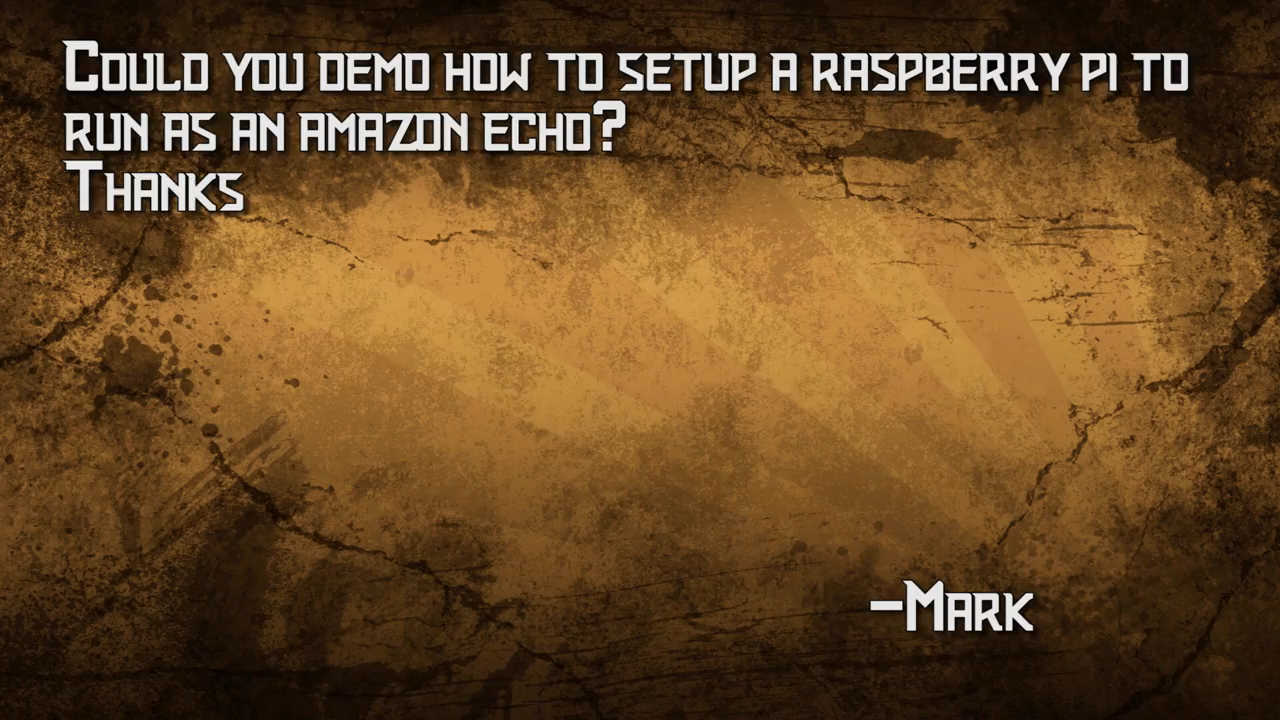 Could you demo how to setup a raspberry pi to
run as an amazon echo?
Thanks
-Mark